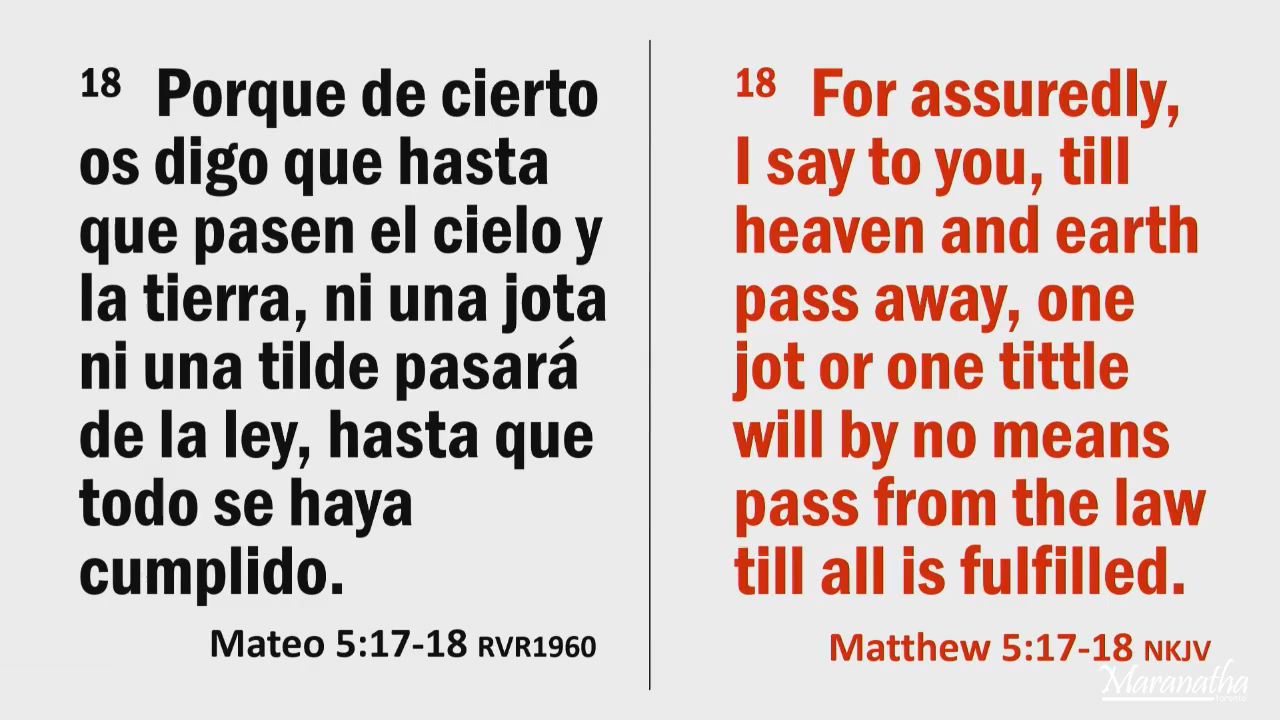 18 Porque de cierto
os digo que hasta
que pasen el cielo y
la tierra, ni una jota
ni una tilde pasará
de la ley, hasta que
todo se haya
cumplido.
Mateo 5:17-18 RVR1960
18 For assuredly,
I say to you, till
heaven and earth
pass away, one
jot or one tittle
will by no means
pass from the law
till all is fulfilled.
Matthew 5:17-18 NKJV
Maranatha